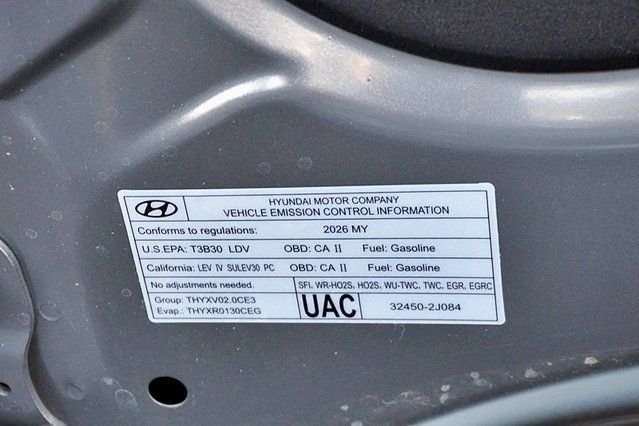 HYUNDAI MOTOR COMPANY
VEHICLE EMISSION CONTROL INFORMATION
Conforms to regulations: 2026 MY
U.S.EPA: T3B30 LDV OBD: CA II Fuel: Gasoline
California: LEV IV SULEV30 PC OBD: CA II Fuel: Gasoline
No adjustments needed. SFI, WR-HO2S, HO2S, WU-TWC, TWC, EGR, EGRC
Group: THYXV02.0CE3
Evap.: THYXR0130CEG
UAC 32450-2J084